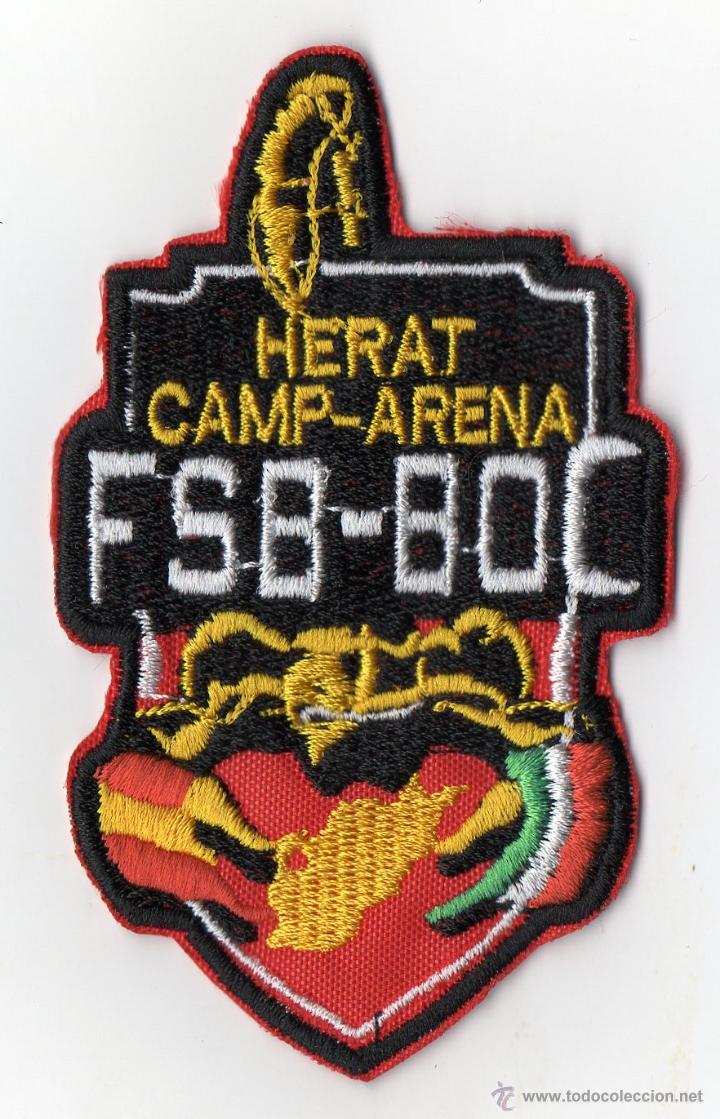 HERAT
CAMP-ARENA
FSB-BOC
www.todocoleccion.net